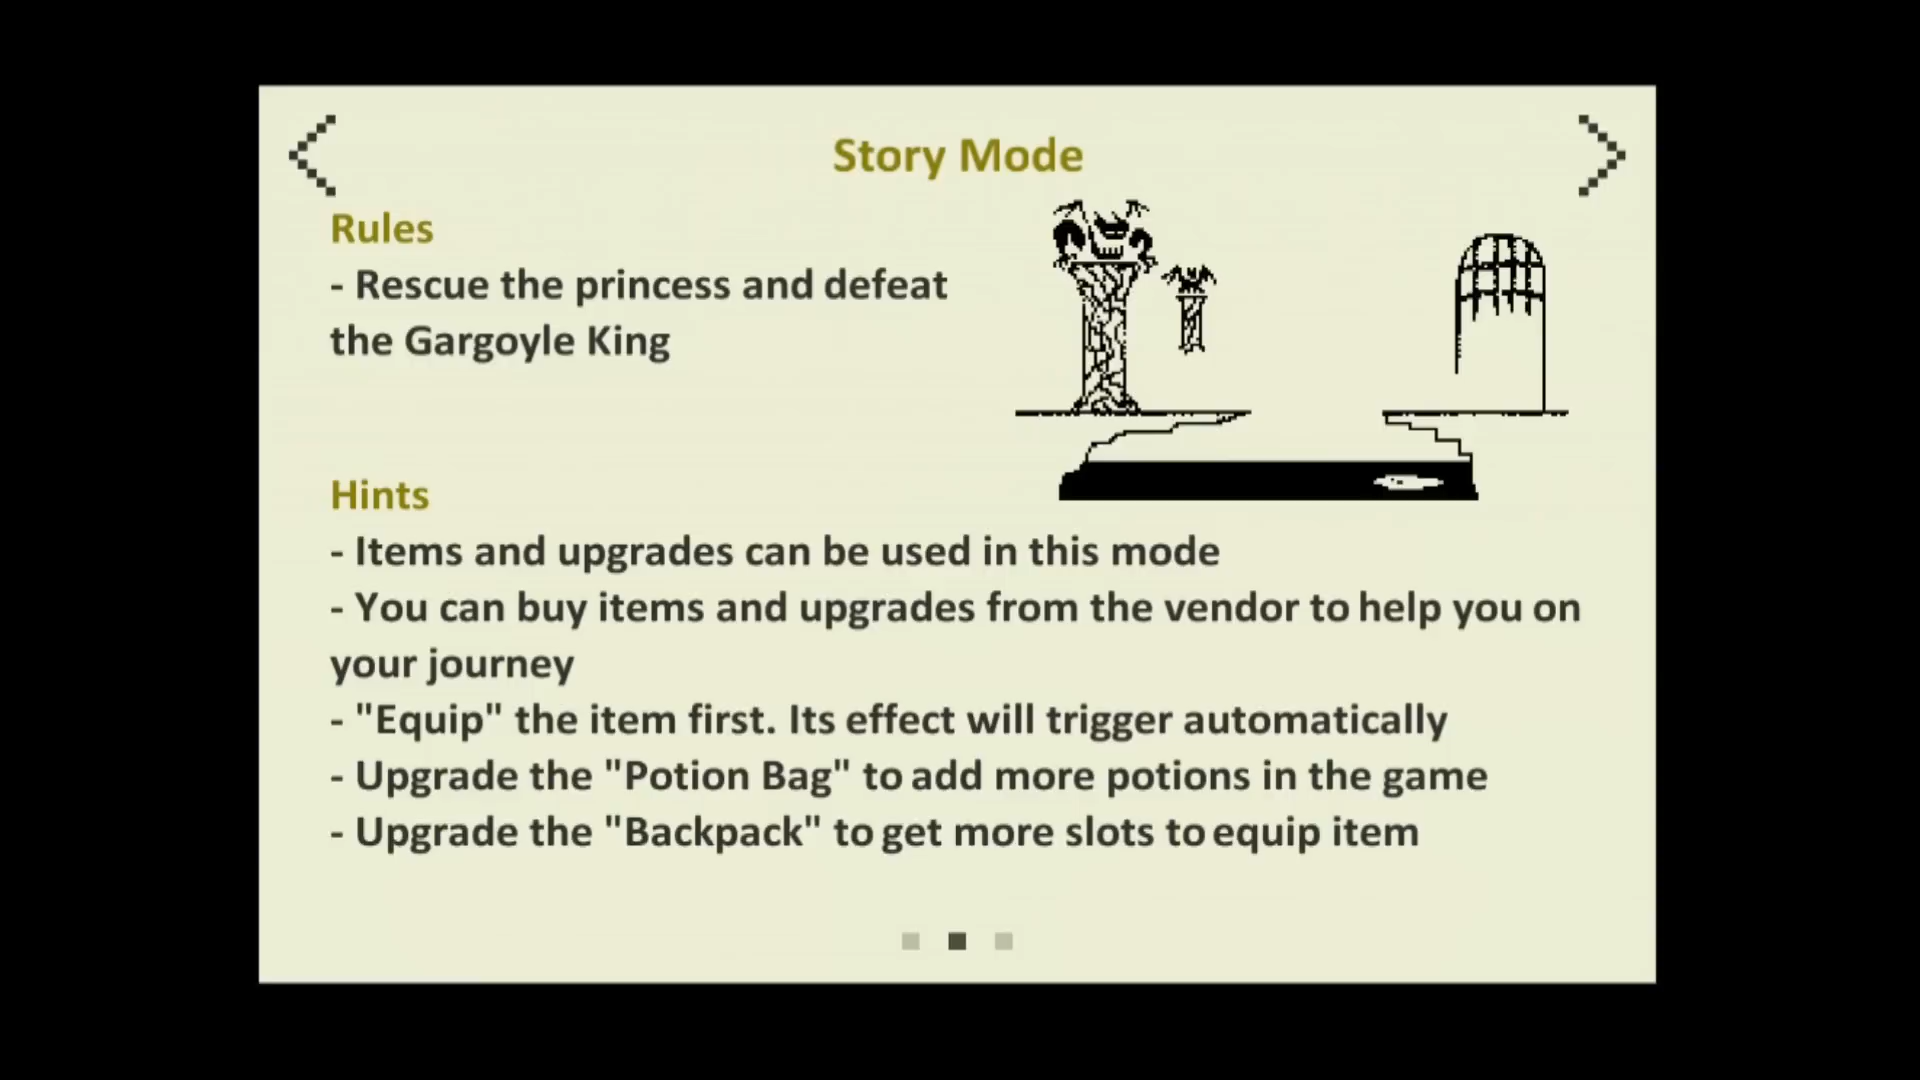 Story Mode
Rules
- Rescue the princess and defeat
the Gargoyle King
Hints
- Items and upgrades can be used in this mode
- You can buy items and upgrades from the vendor to help you on
your journey
- "Equip" the item first. Its effect will trigger automatically
- Upgrade the "Potion Bag" to add more potions in the game
- Upgrade the "Backpack" to get more slots to equip item